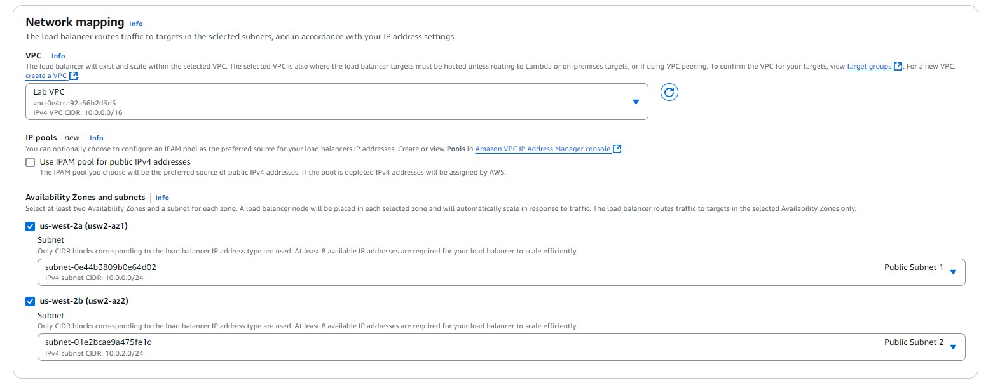 Network mapping Info
The load balancer routes traffic to targets in the selected subnets, and in accordance with your IP address settings.
VPC Info
The load balancer will exist and scale within the selected VPC. The selected VPC is also where the load balancer targets must be hosted unless routing to Lambda or on-premises targets, or if using VPC peering. To confirm the VPC for your targets, view target groups. For a new VPC,
create a VPC.
Lab VPC
vpc-0e4cca92a56b2d3d5
IPv4 VPC CIDR: 10.0.0.0/16
IP pools - new Info
You can optionally choose to configure an IPAM pool as the preferred source for your load balancers IP addresses. Create or view Pools in Amazon VPC IP Address Manager console.
Use IPAM pool for public IPv4 addresses
The IPAM pool you choose will be the preferred source of public IPv4 addresses. If the pool is depleted IPv4 addresses will be assigned by AWS.
Availability Zones and subnets Info
Select at least two Availability Zones and a subnet for each zone. A load balancer node will be placed in each selected zone and will automatically scale in response to traffic. The load balancer routes traffic to targets in the selected Availability Zones only.
us-west-2a (usw2-az1)
Subnet
Only CIDR blocks corresponding to the load balancer IP address type are used. At least 8 available IP addresses are required for your load balancer to scale efficiently.
subnet-0e44b3809b0e64d02 Public Subnet 1
IPv4 subnet CIDR: 10.0.0.0/24
us-west-2b (usw2-az2)
Subnet
Only CIDR blocks corresponding to the load balancer IP address type are used. At least 8 available IP addresses are required for your load balancer to scale efficiently.
subnet-01e2bcae9a475fe1d Public Subnet 2
IPv4 subnet CIDR: 10.0.2.0/24